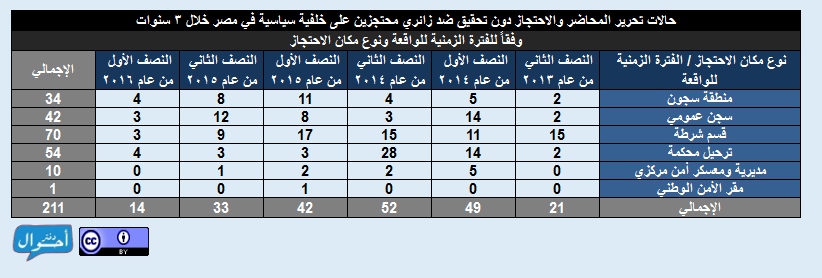 حالات تحرير المحاضر والاحتجاز دون تحقيق ضد زائري محتجزين على خلفية سياسية في مصر خلال ٣ سنوات
وفقاً للفترة الزمنية للواقعة ونوع مكان الاحتجاز
نوع مكان الاحتجاز / الفترة الزمنية للواقعة | النصف الثاني من عام ٢٠١٣ | النصف الأول من عام ٢٠١٤ | النصف الثاني من عام ٢٠١٤ | النصف الأول من عام ٢٠١٥ | النصف الثاني من عام ٢٠١٥ | النصف الأول من عام ٢٠١٦ | الإجمالي
منطقة سجون 2 5 4 11 8 4 34
سجن عمومي 2 14 3 8 12 3 42
قسم شرطة 15 11 15 17 9 3 70
ترحيل محكمة 2 14 28 3 3 4 54
مديرية ومعسكر أمن مركزي 0 5 2 2 1 0 10
مقر الأمن الوطني 0 0 0 1 0 0 1
الإجمالي 21 49 52 42 33 14 211
دفتر أحوال
cc BY